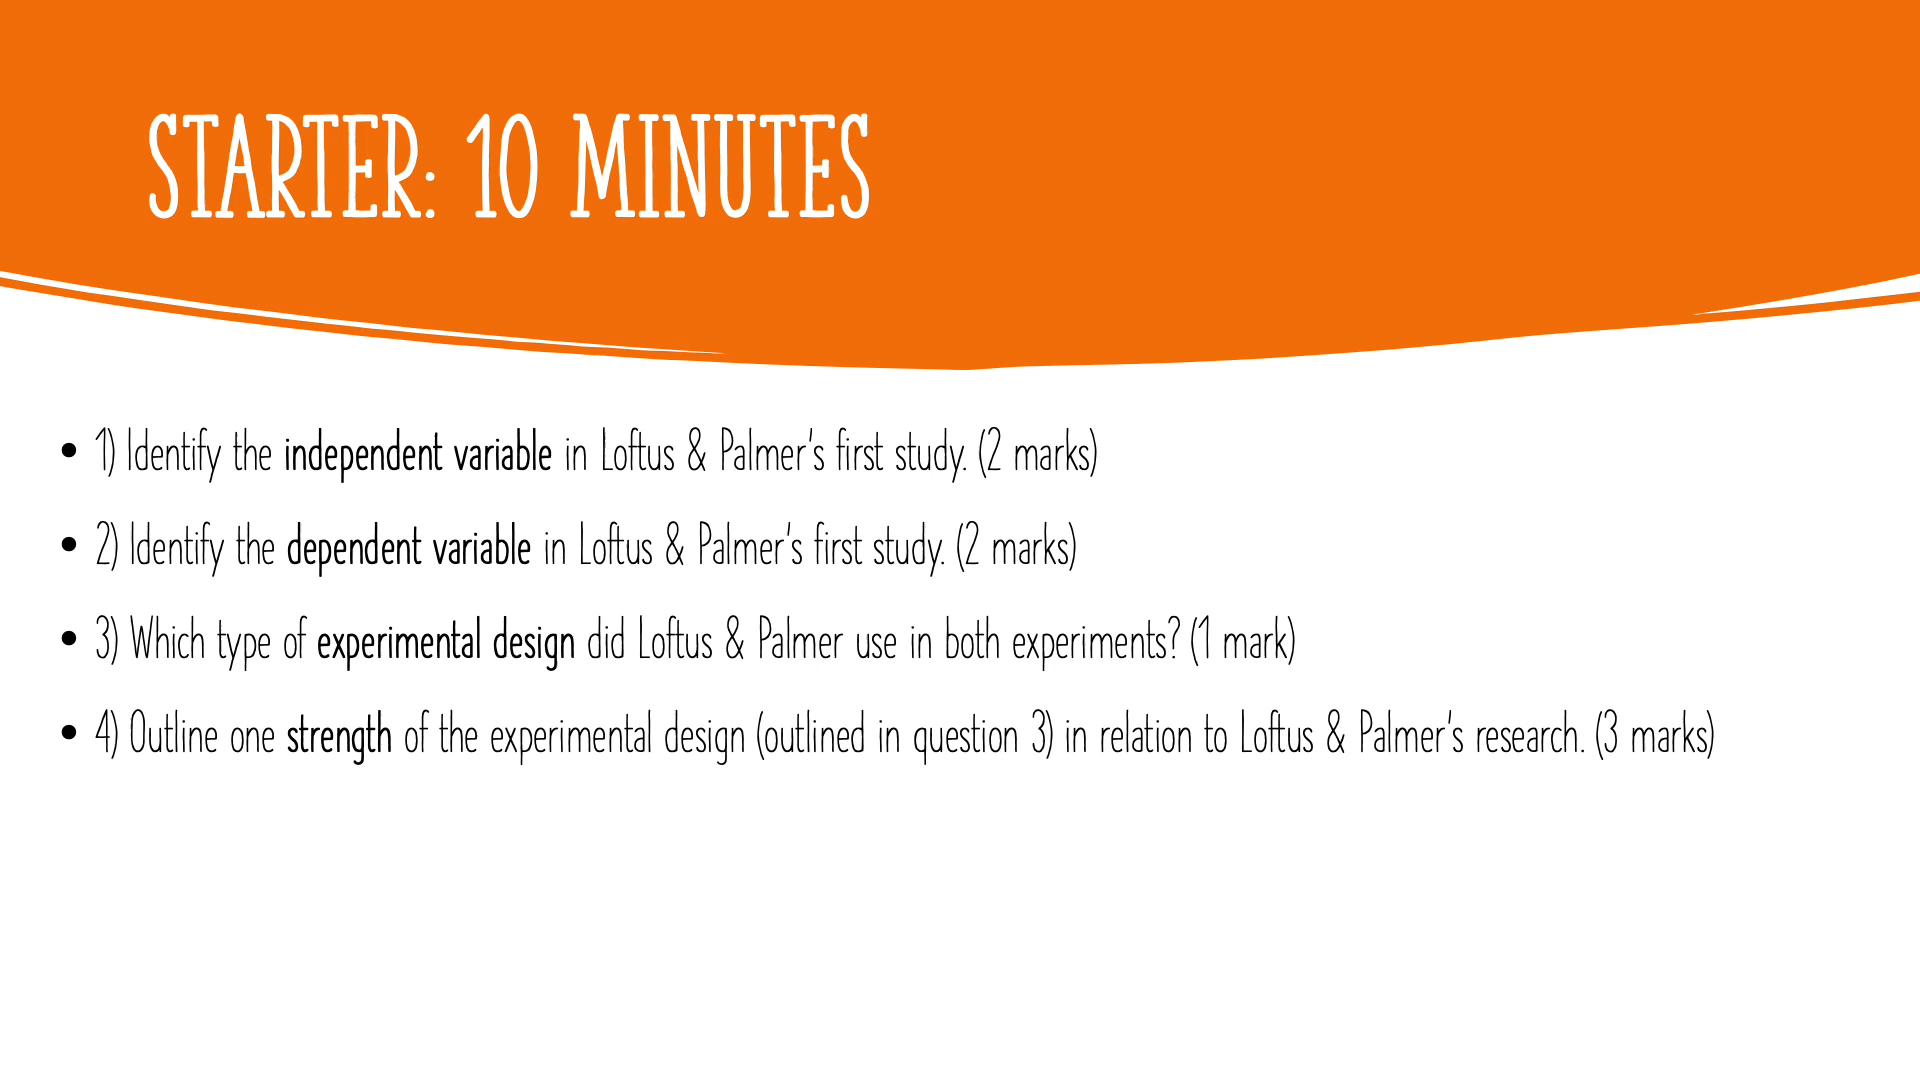 STARTER: 10 MINUTES
• 1) Identify the independent variable in Loftus & Palmer's first study. (2 marks)
• 2) Identify the dependent variable in Loftus & Palmer's first study. (2 marks)
• 3) Which type of experimental design did Loftus & Palmer use in both experiments? (1 mark)
• 4) Outline one strength of the experimental design (outlined in question 3) in relation to Loftus & Palmer's research. (3 marks)